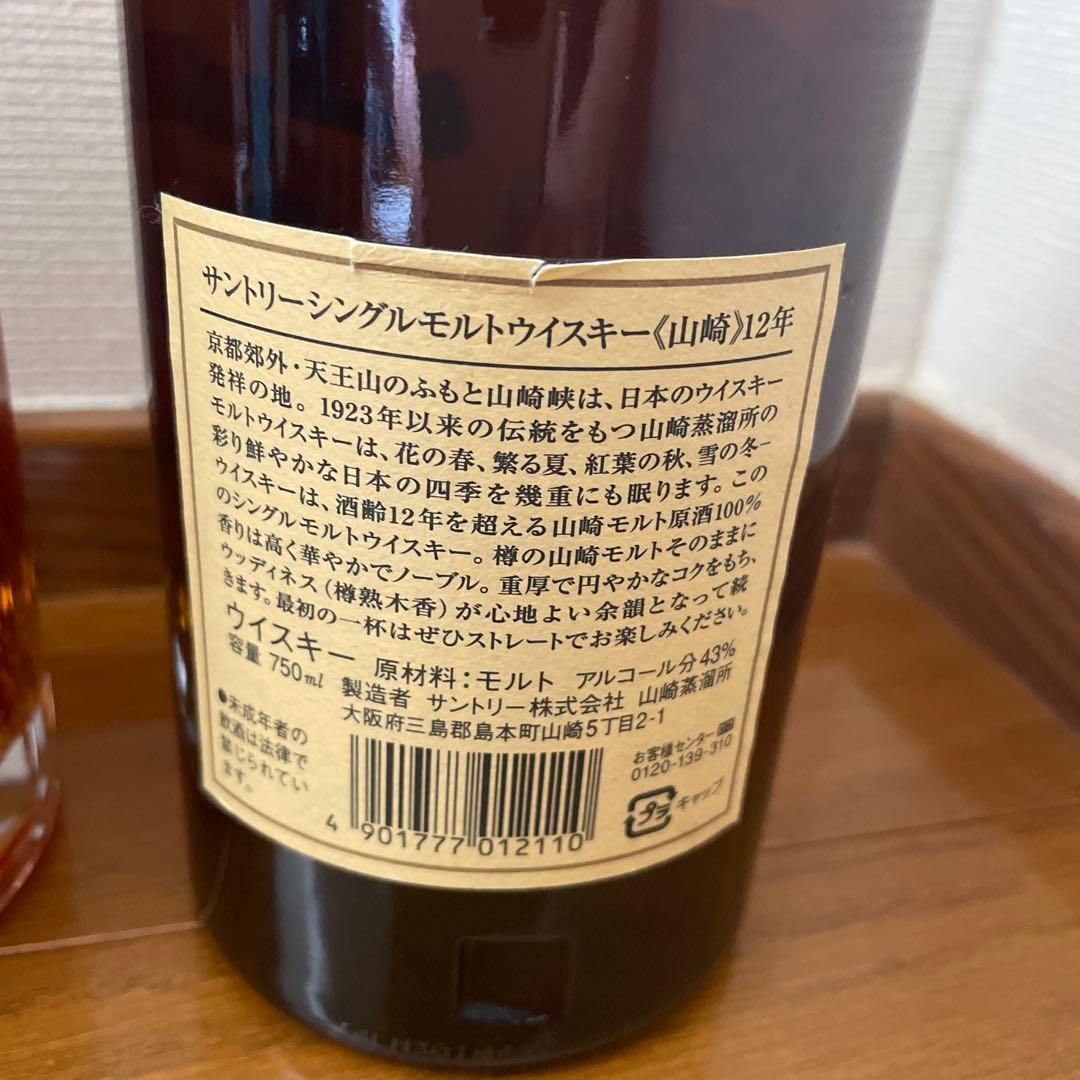 サントリーシングルモルトウイスキー《山崎》12年
京都郊外・天王山のふもと山崎峡は、日本のウイスキー
発祥の地。1923年以来の伝統をもつ山崎蒸溜所の
モルトウイスキーは、花の春、繁る夏、紅葉の秋、雪の冬−
彩り鮮やかな日本の四季を幾重にも眠ります。この
ウイスキーは、酒齢12年を超える山崎モルト原酒100%
のシングルモルトウイスキー。樽の山崎モルトそのままに
香りは高く華やかでノーブル。重厚で円やかなコクをもち、
ウッディネス(樽熟木香)が心地よい余韻となって続
きます。最初の一杯はぜひストレートでお楽しみください。
ウイスキー 原材料:モルト アルコール分43%
容量 750ml 製造者 サントリー株式会社 山崎蒸溜所
大阪府三島郡島本町山崎5丁目2-1
●未成年者の
飲酒は法律で
禁じられてい
ます。
お客様センター
0120-139-310
プラ キャップ
4 901777 012110